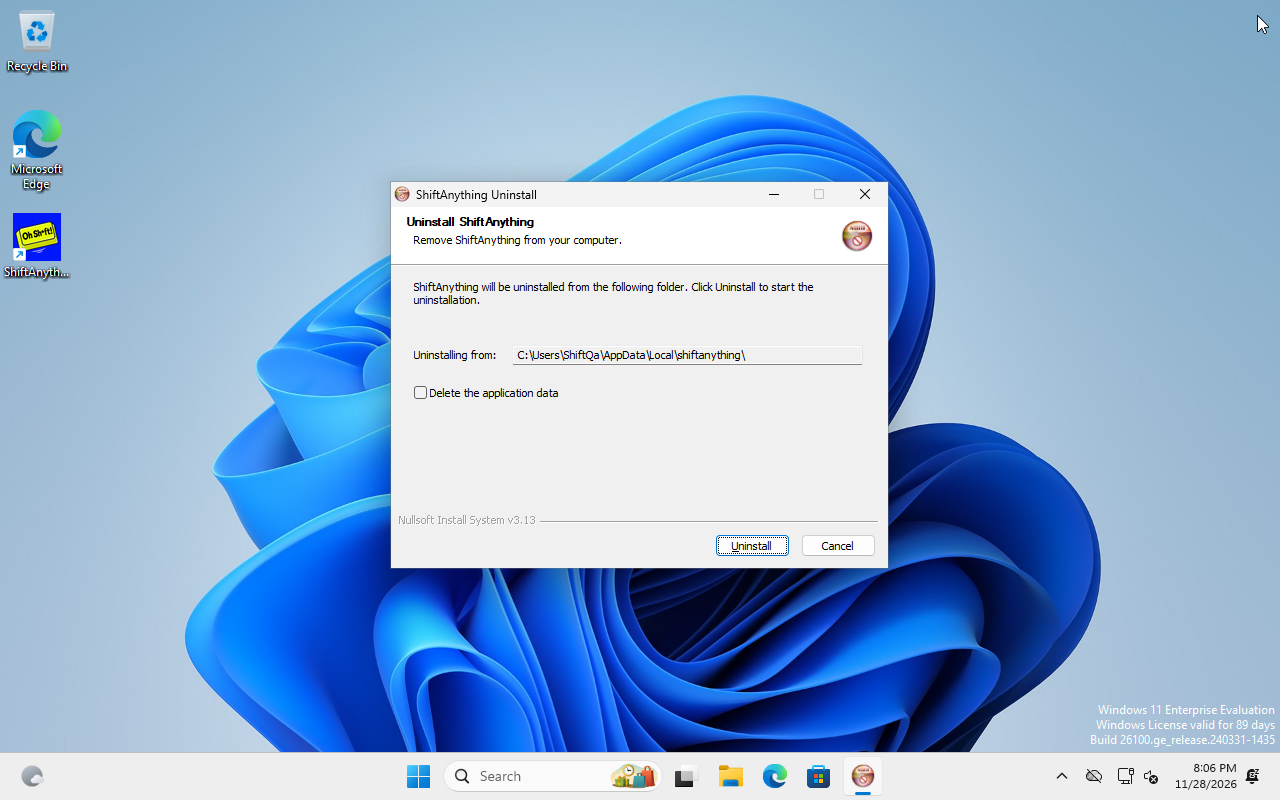 Recycle Bin
Microsoft
Edge
Oh Sh*ft!
ShiftAnyth...
ShiftAnything Uninstall
Uninstall ShiftAnything
Remove ShiftAnything from your computer.
ShiftAnything will be uninstalled from the following folder. Click Uninstall to start the
uninstallation.
Uninstalling from:
C:\Users\ShiftQa\AppData\Local\shiftanything\
Delete the application data
Nullsoft Install System v3.13
Uninstall
Cancel
Windows 11 Enterprise Evaluation
Windows License valid for 89 days
Build 26100.ge_release.240331-1435
Search
8:06 PM
11/28/2026